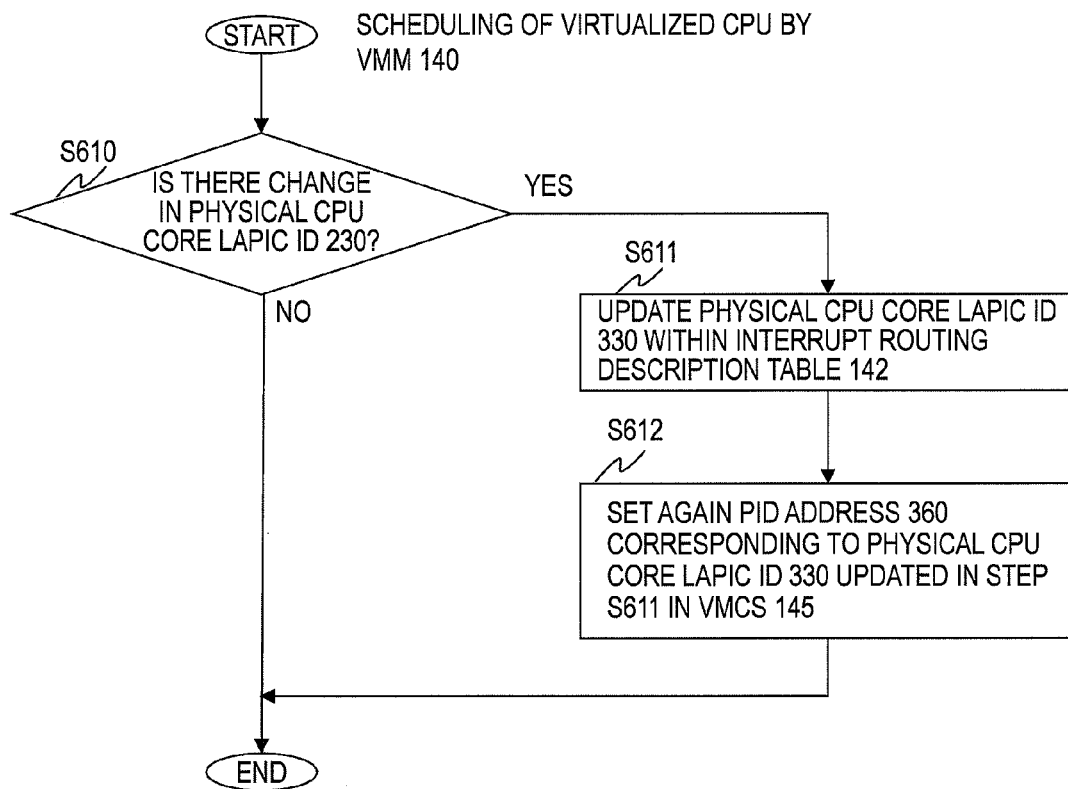 START
SCHEDULING OF VIRTUALIZED CPU BY
VMM 140
S610
IS THERE CHANGE
IN PHYSICAL CPU
CORE LAPIC ID 230?
YES
NO
S611
UPDATE PHYSICAL CPU CORE LAPIC ID
330 WITHIN INTERRUPT ROUTING
DESCRIPTION TABLE 142
S612
SET AGAIN PID ADDRESS 360
CORRESPONDING TO PHYSICAL CPU
CORE LAPIC ID 330 UPDATED IN STEP
S611 IN VMCS 145
END